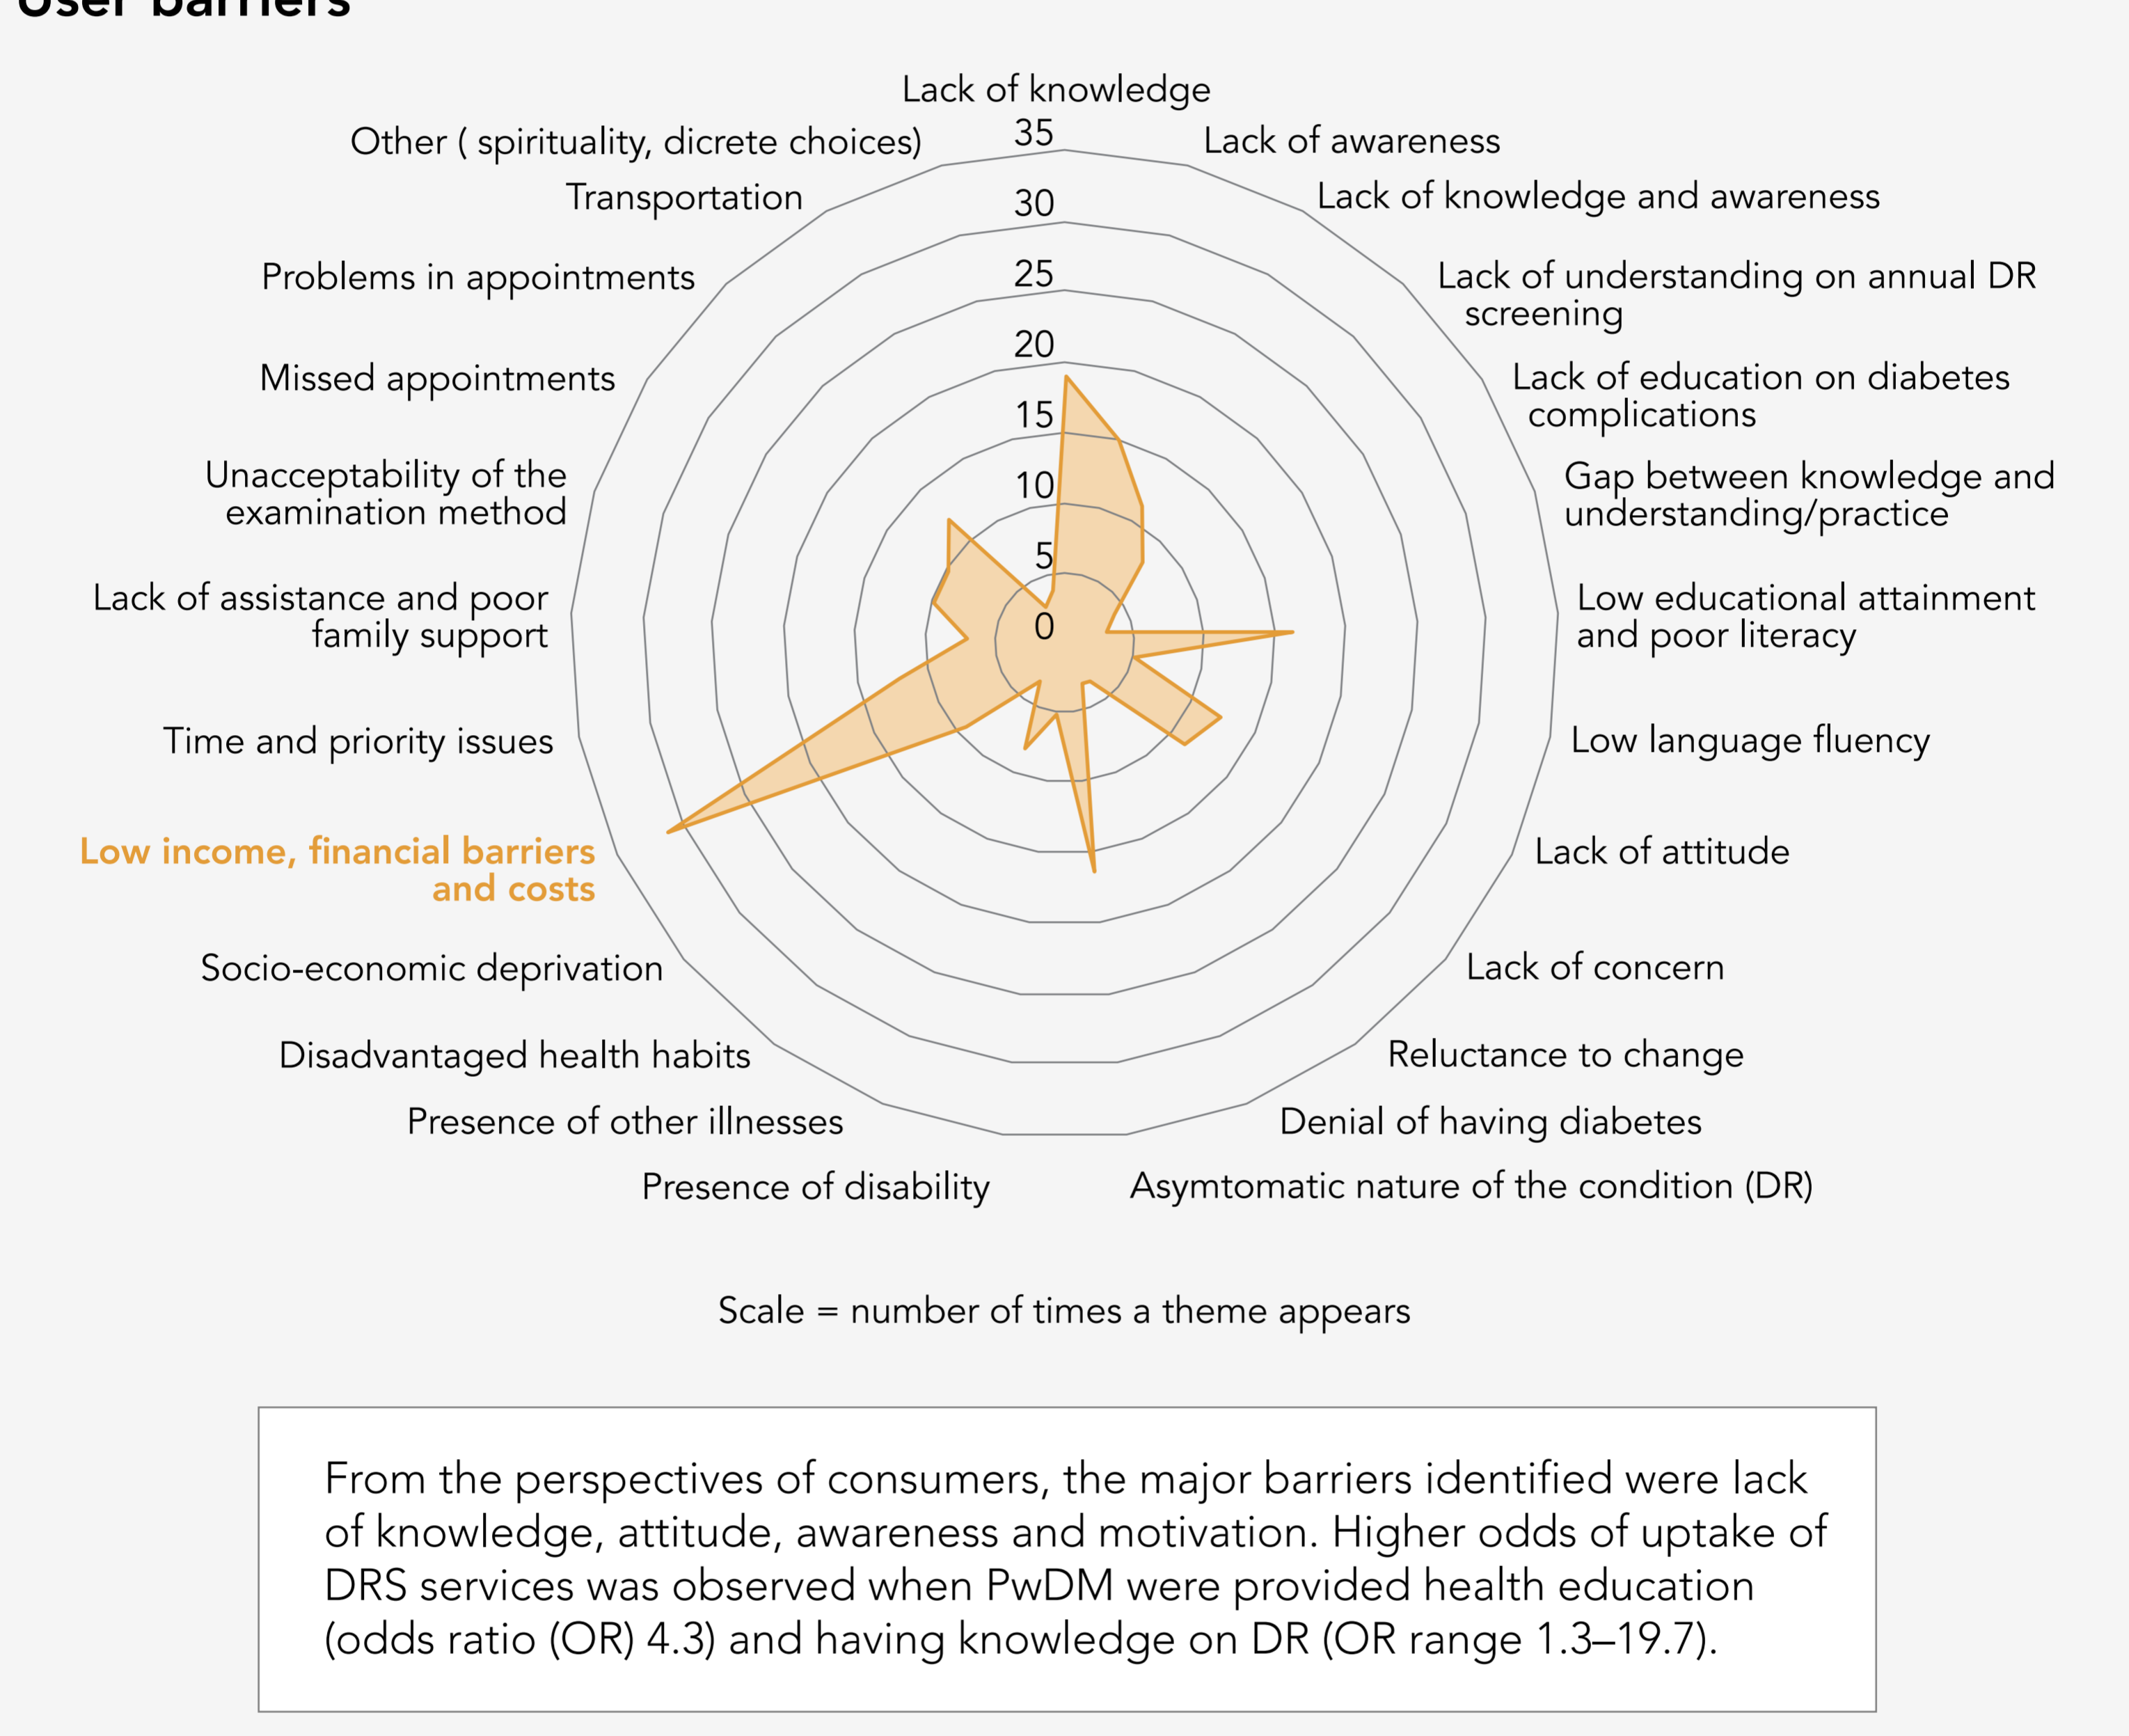 User barriers
Lack of knowledge
Other ( spirituality, dicrete choices)
35
Lack of awareness
Transportation
30
Lack of knowledge and awareness
Problems in appointments
25
Lack of understanding on annual DR
screening
Missed appointments
20
Lack of education on diabetes
complications
15
Unacceptability of the
examination method
10
Gap between knowledge and
understanding/practice
5
Lack of assistance and poor
family support
0
Low educational attainment
and poor literacy
Time and priority issues
Low language fluency
Low income, financial barriers
and costs
Lack of attitude
Socio-economic deprivation
Lack of concern
Disadvantaged health habits
Reluctance to change
Presence of other illnesses
Denial of having diabetes
Presence of disability
Asymtomatic nature of the condition (DR)
Scale = number of times a theme appears
From the perspectives of consumers, the major barriers identified were lack
of knowledge, attitude, awareness and motivation. Higher odds of uptake of
DRS services was observed when PwDM were provided health education
(odds ratio (OR) 4.3) and having knowledge on DR (OR range 1.3–19.7).